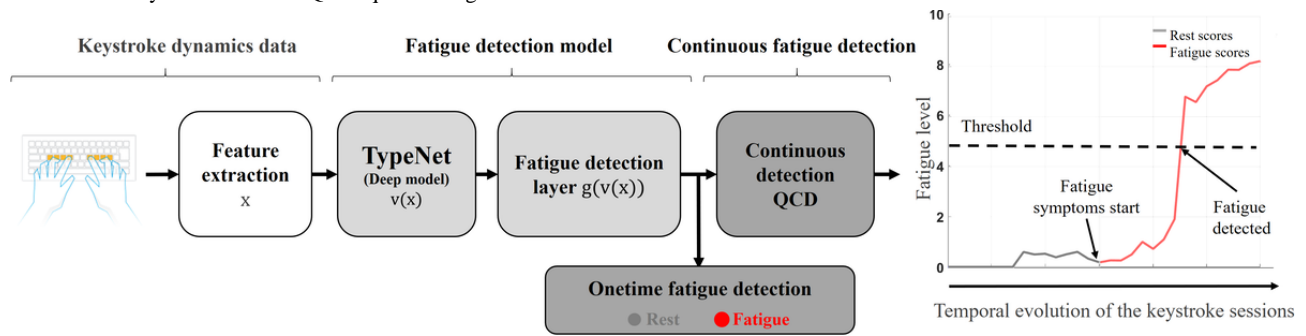 Keystroke dynamics data
Fatigue detection model
Continuous fatigue detection
Feature
extraction
x
TypeNet
(Deep model)
v(x)
Fatigue detection
layer g(v(x))
Continuous
detection
QCD
Onetime fatigue detection
Rest
Fatigue
10
8
6
4
2
0
Fatigue level
Rest scores
Fatigue scores
Threshold
Fatigue
symptoms start
Fatigue
detected
Temporal evolution of the keystroke sessions